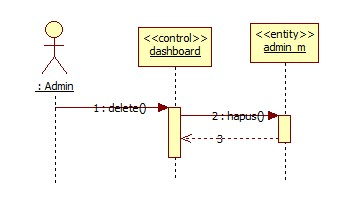 <<control>>
dashboard
<<entity>>
admin_m
: Admin
1 : delete()
2 : hapus()
3